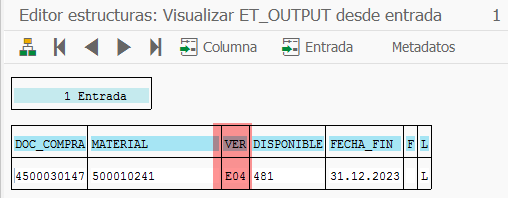 Editor estructuras: Visualizar ET_OUTPUT desde entrada 1
Columna Entrada Metadatos
1 Entrada
DOC_COMPRA MATERIAL VER DISPONIBLE FECHA_FIN F L
4500030147 500010241 E04 481 31.12.2023 L